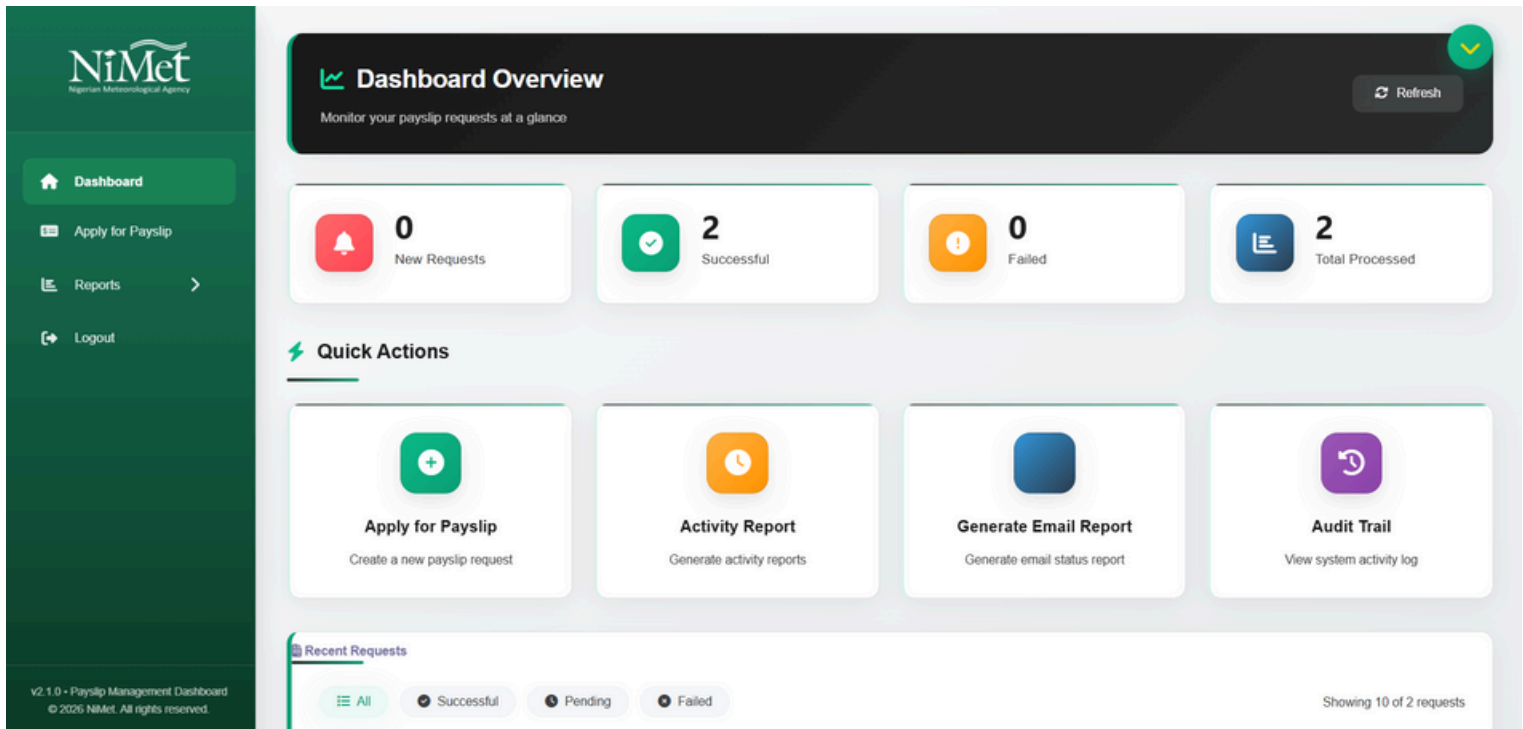 NiMet
Nigerian Meteorological Agency
Dashboard
Apply for Payslip
Reports
Logout
v2.1.0 • Payslip Management Dashboard
© 2026 NiMet. All rights reserved.
Dashboard Overview
Monitor your payslip requests at a glance
Refresh
0
New Requests
2
Successful
0
Failed
2
Total Processed
Quick Actions
Apply for Payslip
Create a new payslip request
Activity Report
Generate activity reports
Generate Email Report
Generate email status report
Audit Trail
View system activity log
Recent Requests
All
Successful
Pending
Failed
Showing 10 of 2 requests